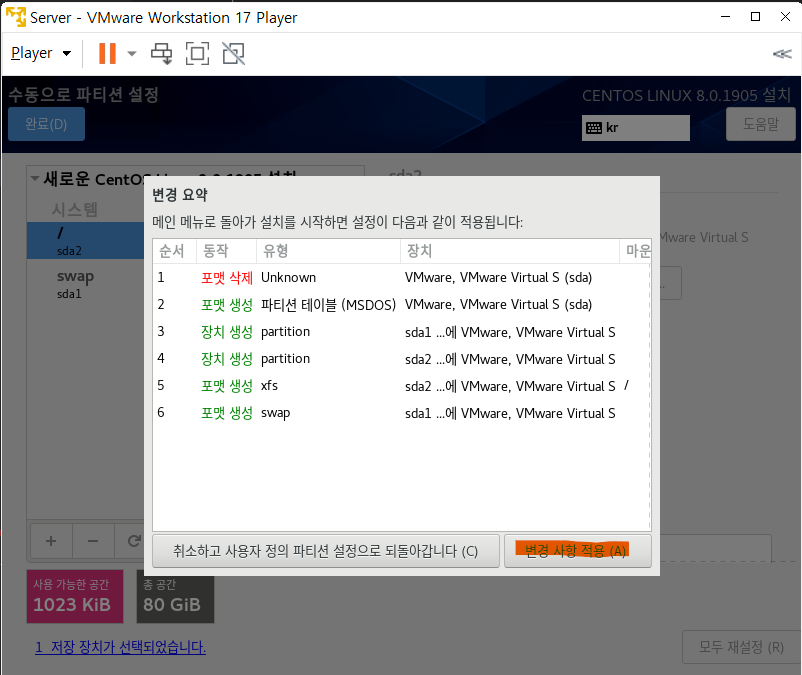 Server - VMware Workstation 17 Player
Player
수동으로 파티션 설정
CENTOS LINUX 8.0.1905 설치
완료(D)
kr
도움말
새로운 CentOS Linux 8.0.1905 설치
sda2
시스템
/
sda2
swap
sda1
VMware Virtual S
변경 요약
메인 메뉴로 돌아가 설치를 시작하면 설정이 다음과 같이 적용됩니다:
순서 동작 유형 장치 마운
1 포맷 삭제 Unknown VMware, VMware Virtual S (sda)
2 포맷 생성 파티션 테이블 (MSDOS) VMware, VMware Virtual S (sda)
3 장치 생성 partition sda1 ...에 VMware, VMware Virtual S
4 장치 생성 partition sda2 ...에 VMware, VMware Virtual S
5 포맷 생성 xfs sda2 ...에 VMware, VMware Virtual S /
6 포맷 생성 swap sda1 ...에 VMware, VMware Virtual S
취소하고 사용자 정의 파티션 설정으로 되돌아갑니다 (C)
변경 사항 적용 (A)
사용 가능한 공간
1023 KiB
총 공간
80 GiB
1 저장 장치가 선택되었습니다.
모두 재설정 (R)